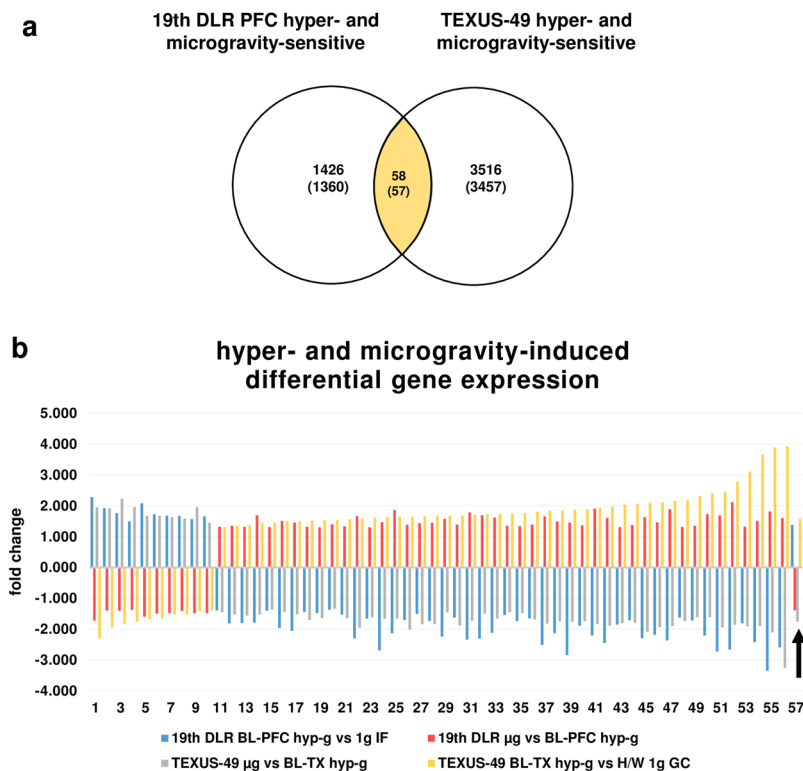 a
19th DLR PFC hyper- and
microgravity-sensitive
TEXUS-49 hyper- and
microgravity-sensitive
1426
(1360)
58
(57)
3516
(3457)
b
hyper- and microgravity-induced
differential gene expression
fold change
5.000
4.000
3.000
2.000
1.000
0.000
-1.000
-2.000
-3.000
-4.000
1 3 5 7 9 11 13 15 17 19 21 23 25 27 29 31 33 35 37 39 41 43 45 47 49 51 53 55 57
19th DLR BL-PFC hyp-g vs 1g IF
19th DLR µg vs BL-PFC hyp-g
TEXUS-49 µg vs BL-TX hyp-g
TEXUS-49 BL-TX hyp-g vs H/W 1g GC